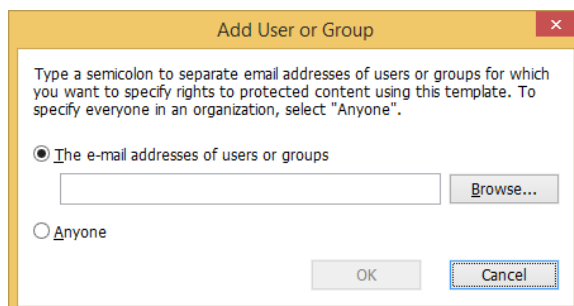 Add User or Group
Type a semicolon to separate email addresses of users or groups for which
you want to specify rights to protected content using this template. To
specify everyone in an organization, select "Anyone".
The e-mail addresses of users or groups
Browse...
Anyone
OK
Cancel